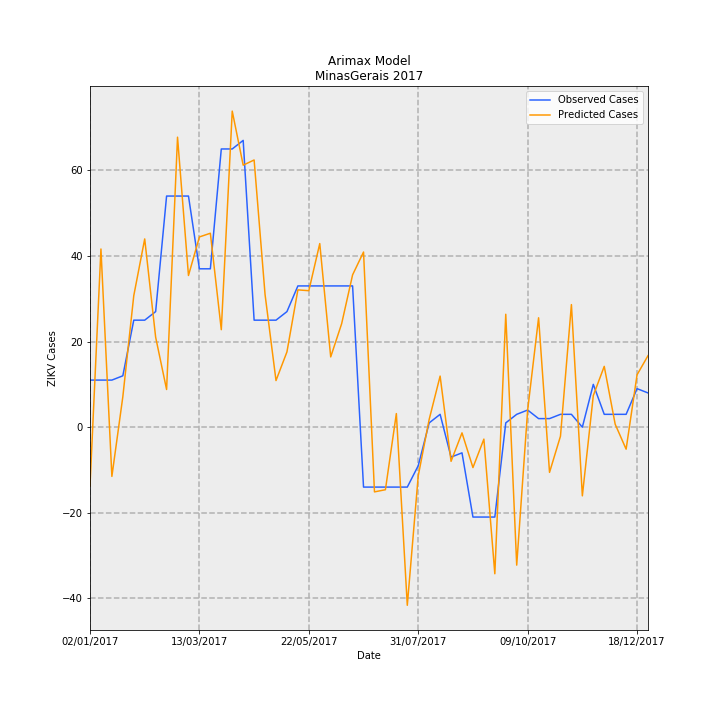 Arimax Model
MinasGerais 2017
Observed Cases
Predicted Cases
ZIKV Cases
60
40
20
0
−20
−40
02/01/2017 13/03/2017 22/05/2017 31/07/2017 09/10/2017 18/12/2017
Date